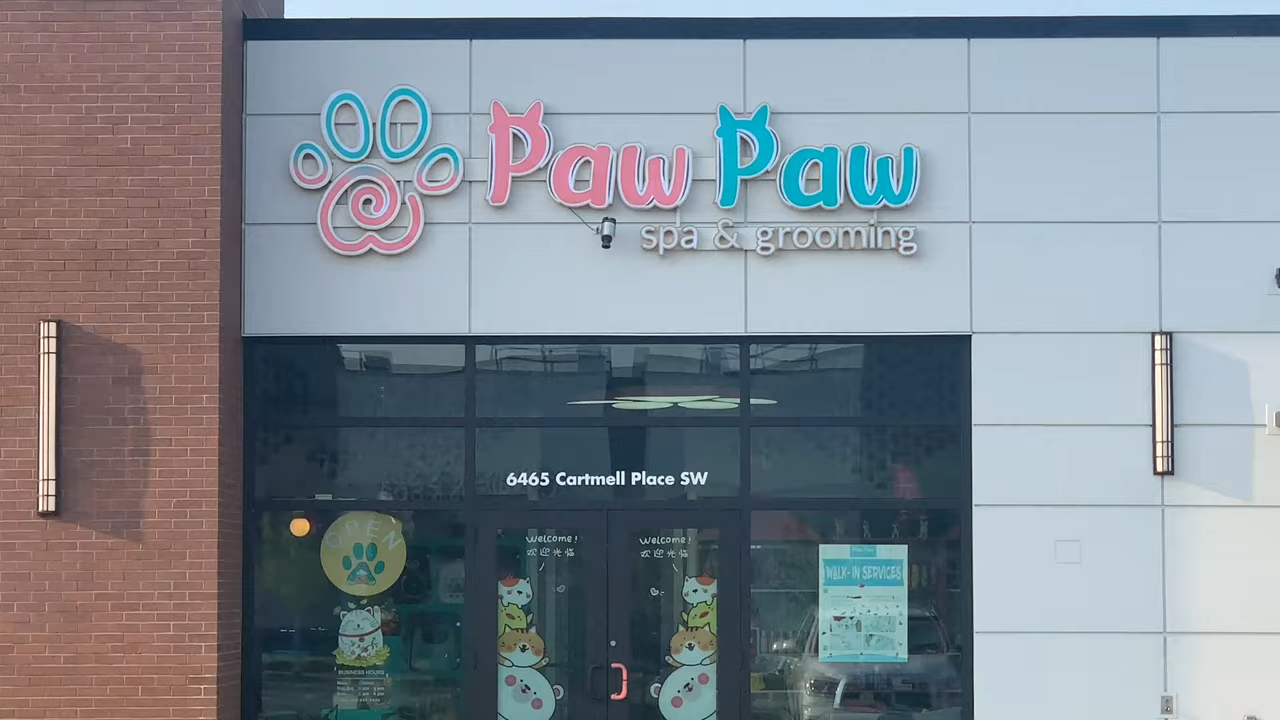 Paw Paw
spa & grooming
6465 Cartmell Place SW
OPEN
Welcome!
欢迎光临
Welcome!
欢迎光临
WALK-IN SERVICES
BUSINESS HOURS